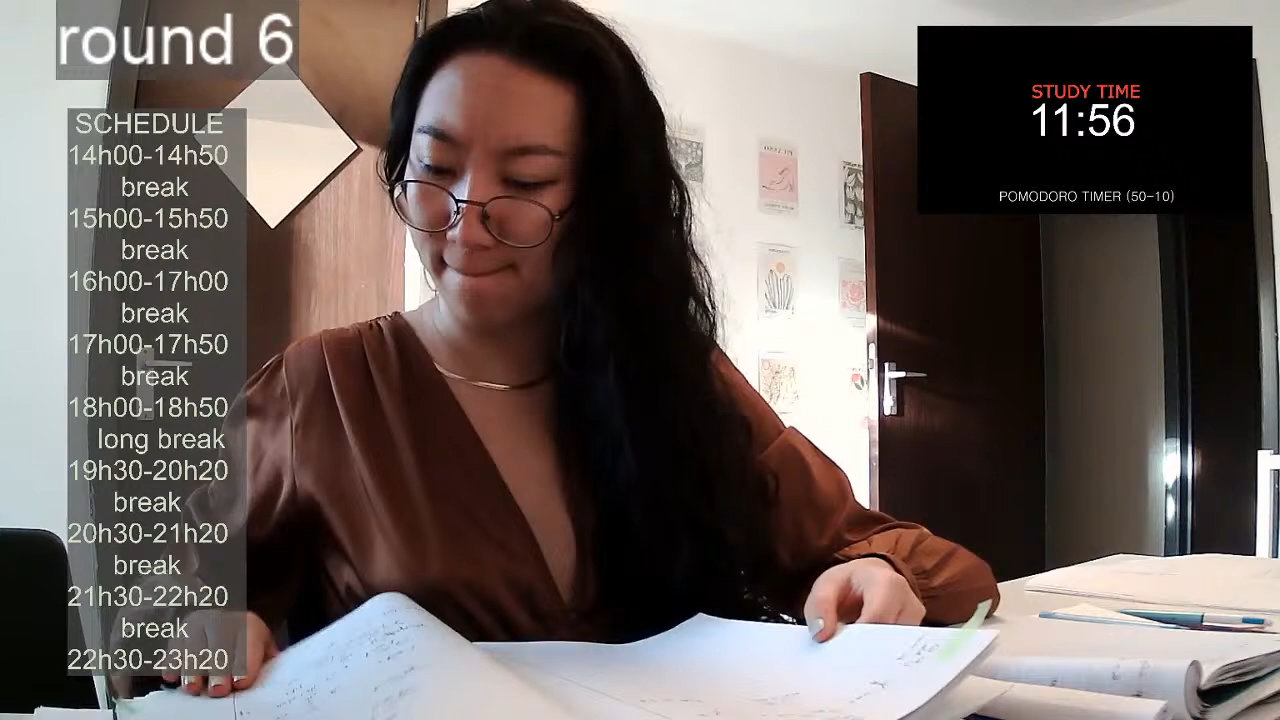 round 6
SCHEDULE
14h00-14h50
break
15h00-15h50
break
16h00-17h00
break
17h00-17h50
break
18h00-18h50
long break
19h30-20h20
break
20h30-21h20
break
21h30-22h20
break
22h30-23h20
STUDY TIME
11:56
POMODORO TIMER (50-10)